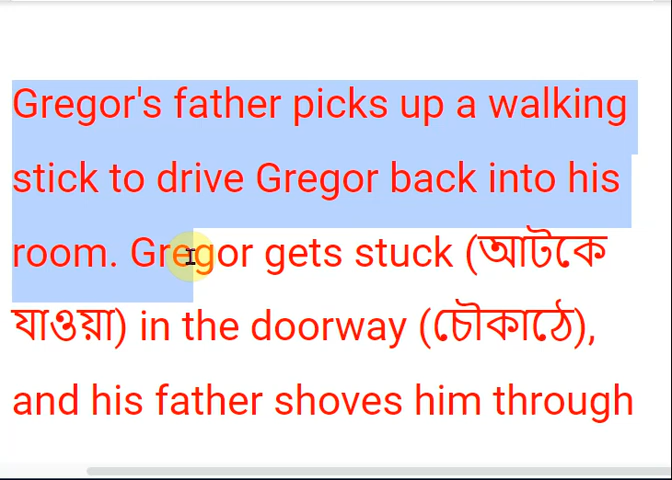 Gregor's father picks up a walking
stick to drive Gregor back into his
room. Gregor gets stuck (আটকে
যাওয়া) in the doorway (চৌকাঠে),
and his father shoves him through